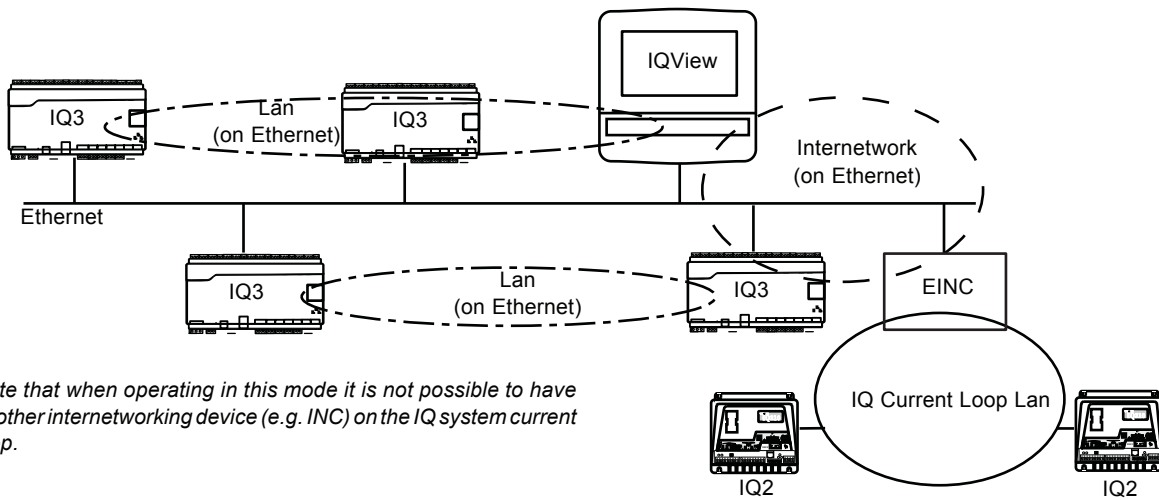 IQView
IQ3
Lan
(on Ethernet)
IQ3
Internetwork
(on Ethernet)
Ethernet
IQ3
Lan
(on Ethernet)
IQ3
EINC
te that when operating in this mode it is not possible to have
other internetworking device (e.g. INC) on the IQ system current
p.
IQ Current Loop Lan
IQ2
IQ2